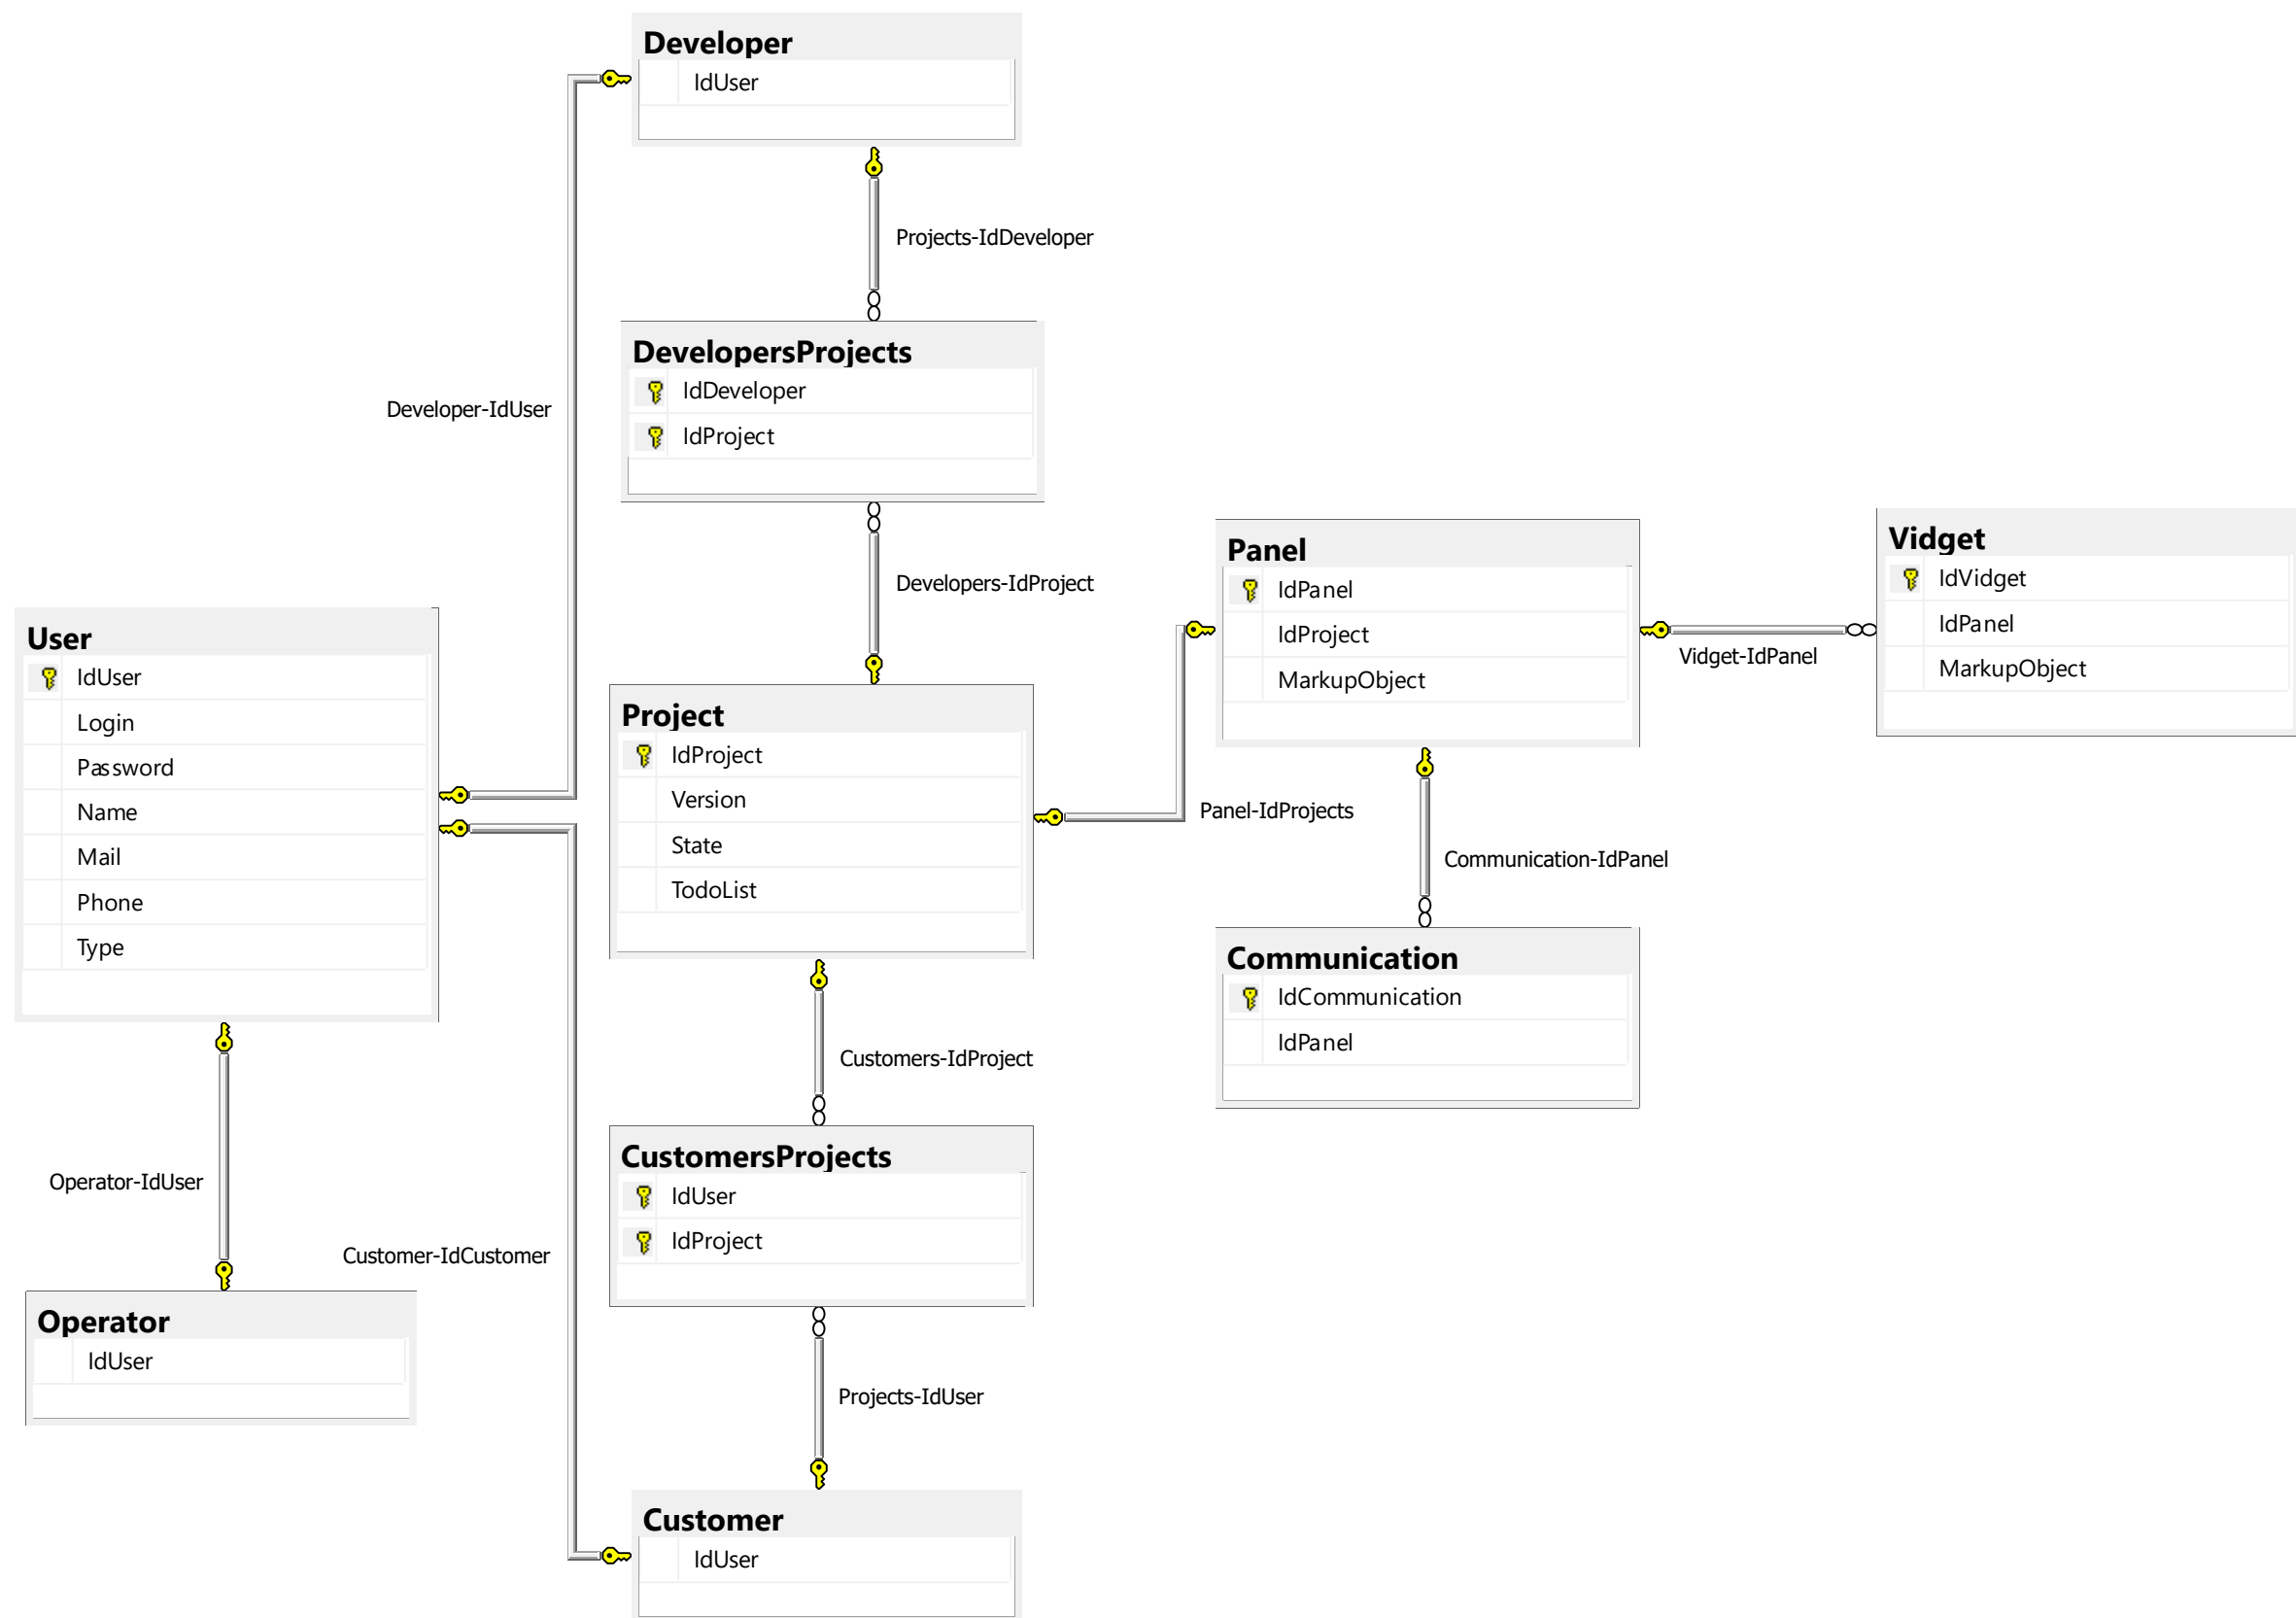 Developer
IdUser
Projects-IdDeveloper
Developer-IdUser
DevelopersProjects
IdDeveloper
IdProject
Developers-IdProject
User
IdUser
Login
Password
Name
Mail
Phone
Type
Project
IdProject
Version
State
TodoList
Panel
IdPanel
IdProject
MarkupObject
Vidget-IdPanel
Vidget
IdVidget
IdPanel
MarkupObject
Panel-IdProjects
Communication-IdPanel
Communication
IdCommunication
IdPanel
Customers-IdProject
CustomersProjects
IdUser
IdProject
Operator-IdUser
Customer-IdCustomer
Operator
IdUser
Projects-IdUser
Customer
IdUser